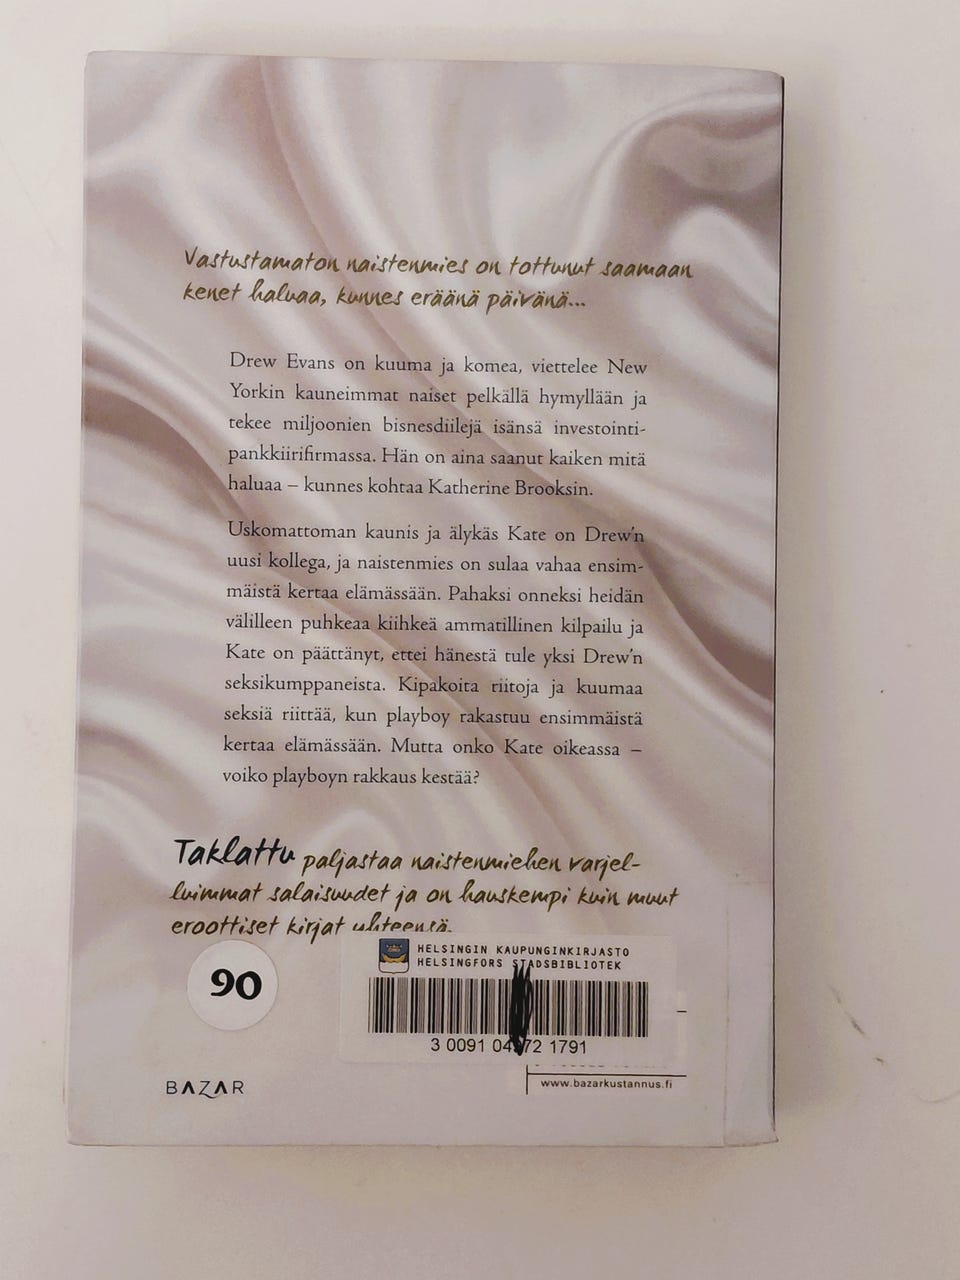 Vastustamaton naistenmies on tottunut saamaan
kenet haluaa, kunnes eräänä päivänä...
Drew Evans on kuuma ja komea, viettelee New
Yorkin kauneimmat naiset pelkällä hymyllään ja
tekee miljoonien bisnesdiilejä isänsä investointi-
pankkiirifirmassa. Hän on aina saanut kaiken mitä
haluaa – kunnes kohtaa Katherine Brooksin.
Uskomattoman kaunis ja älykäs Kate on Drew'n
uusi kollega, ja naistenmies on sulaa vahaa ensim-
mäistä kertaa elämässään. Pahaksi onneksi heidän
välilleen puhkeaa kiihkeä ammatillinen kilpailu ja
Kate on päättänyt, ettei hänestä tule yksi Drew'n
seksikumppaneista. Kipakoita riitoja ja kuumaa
seksiä riittää, kun playboy rakastuu ensimmäistä
kertaa elämässään. Mutta onko Kate oikeassa –
voiko playboyn rakkaus kestää?
Taklattu paljastaa naistenmiehen varjel-
luimmat salaisuudet ja on hauskempi kuin muut
eroottiset kirjat yhteensä.
HELSINGIN KAUPUNGINKIRJASTO
HELSINGFORS STADSBIBLIOTEK
90
3 0091 04 72 1791
BAZAR
www.bazarkustannus.fi